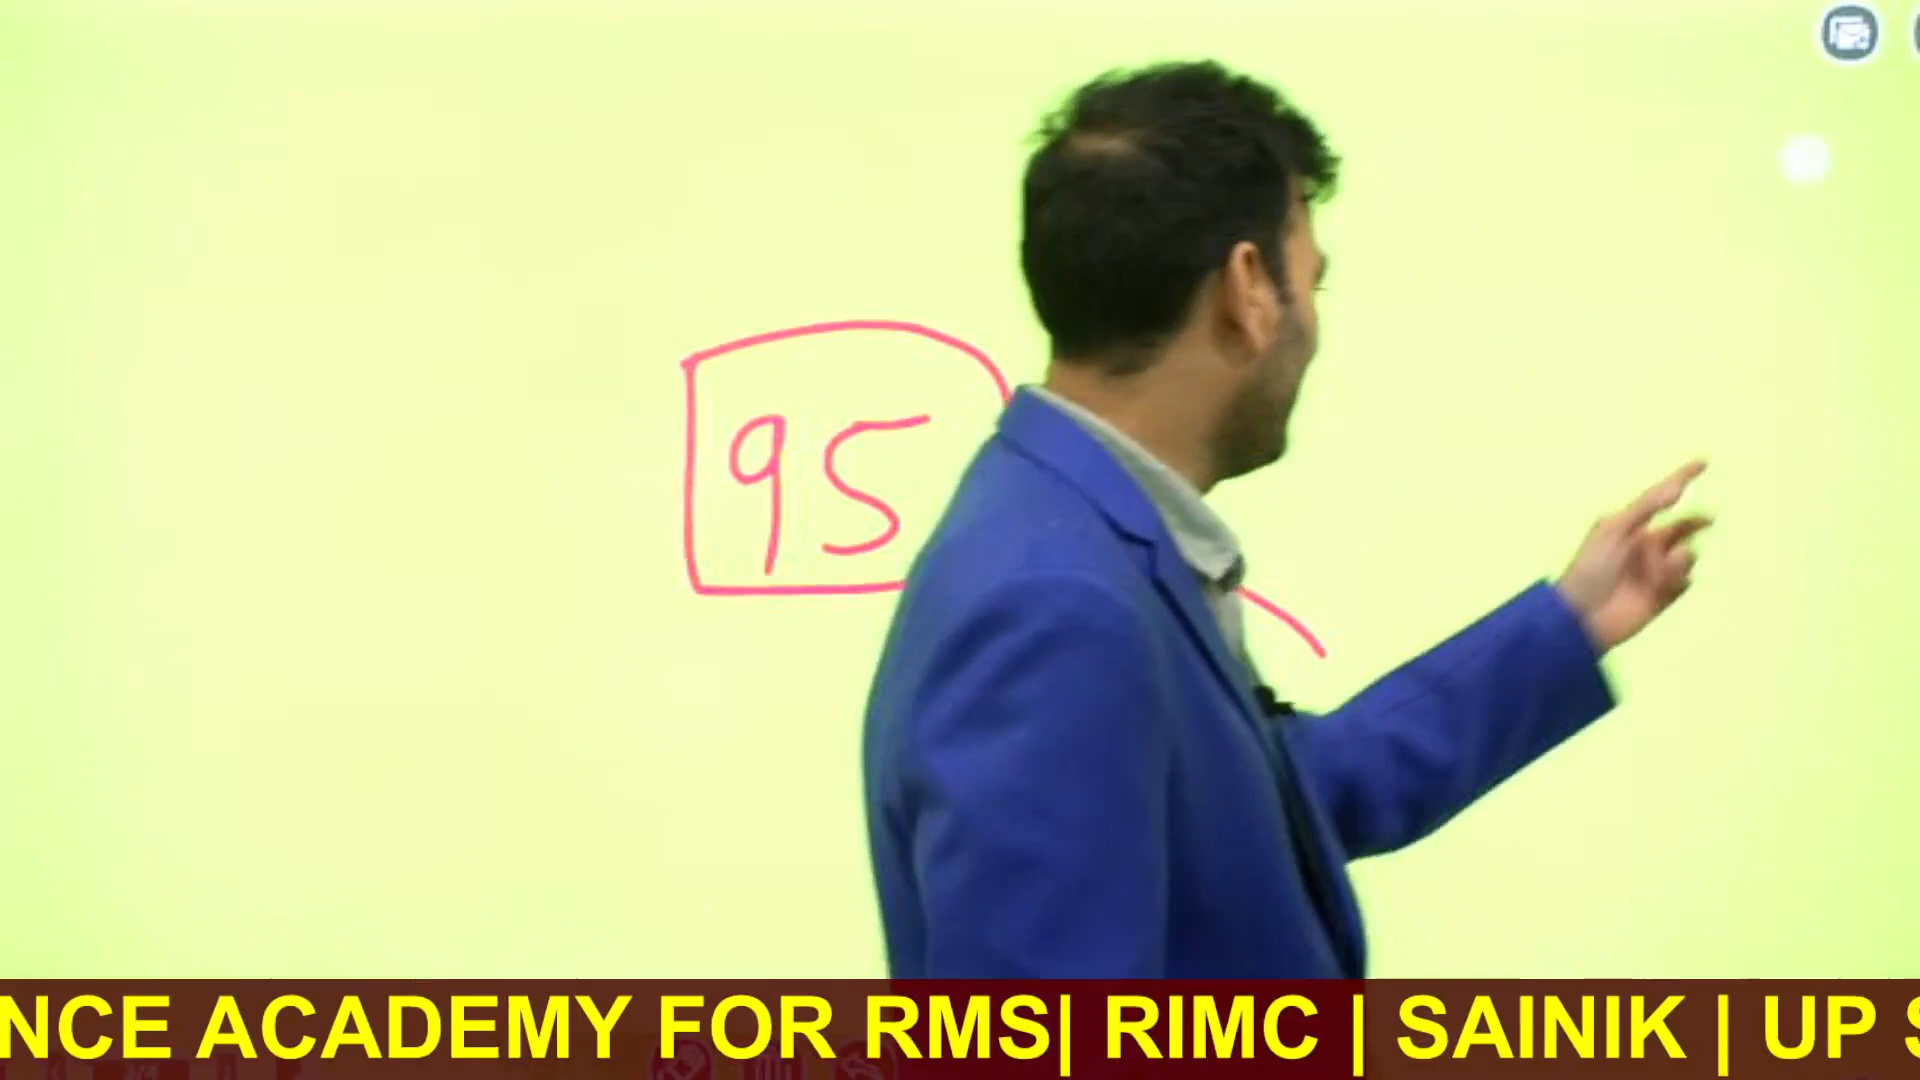 95
NCE ACADEMY FOR RMS| RIMC | SAINIK | UP S